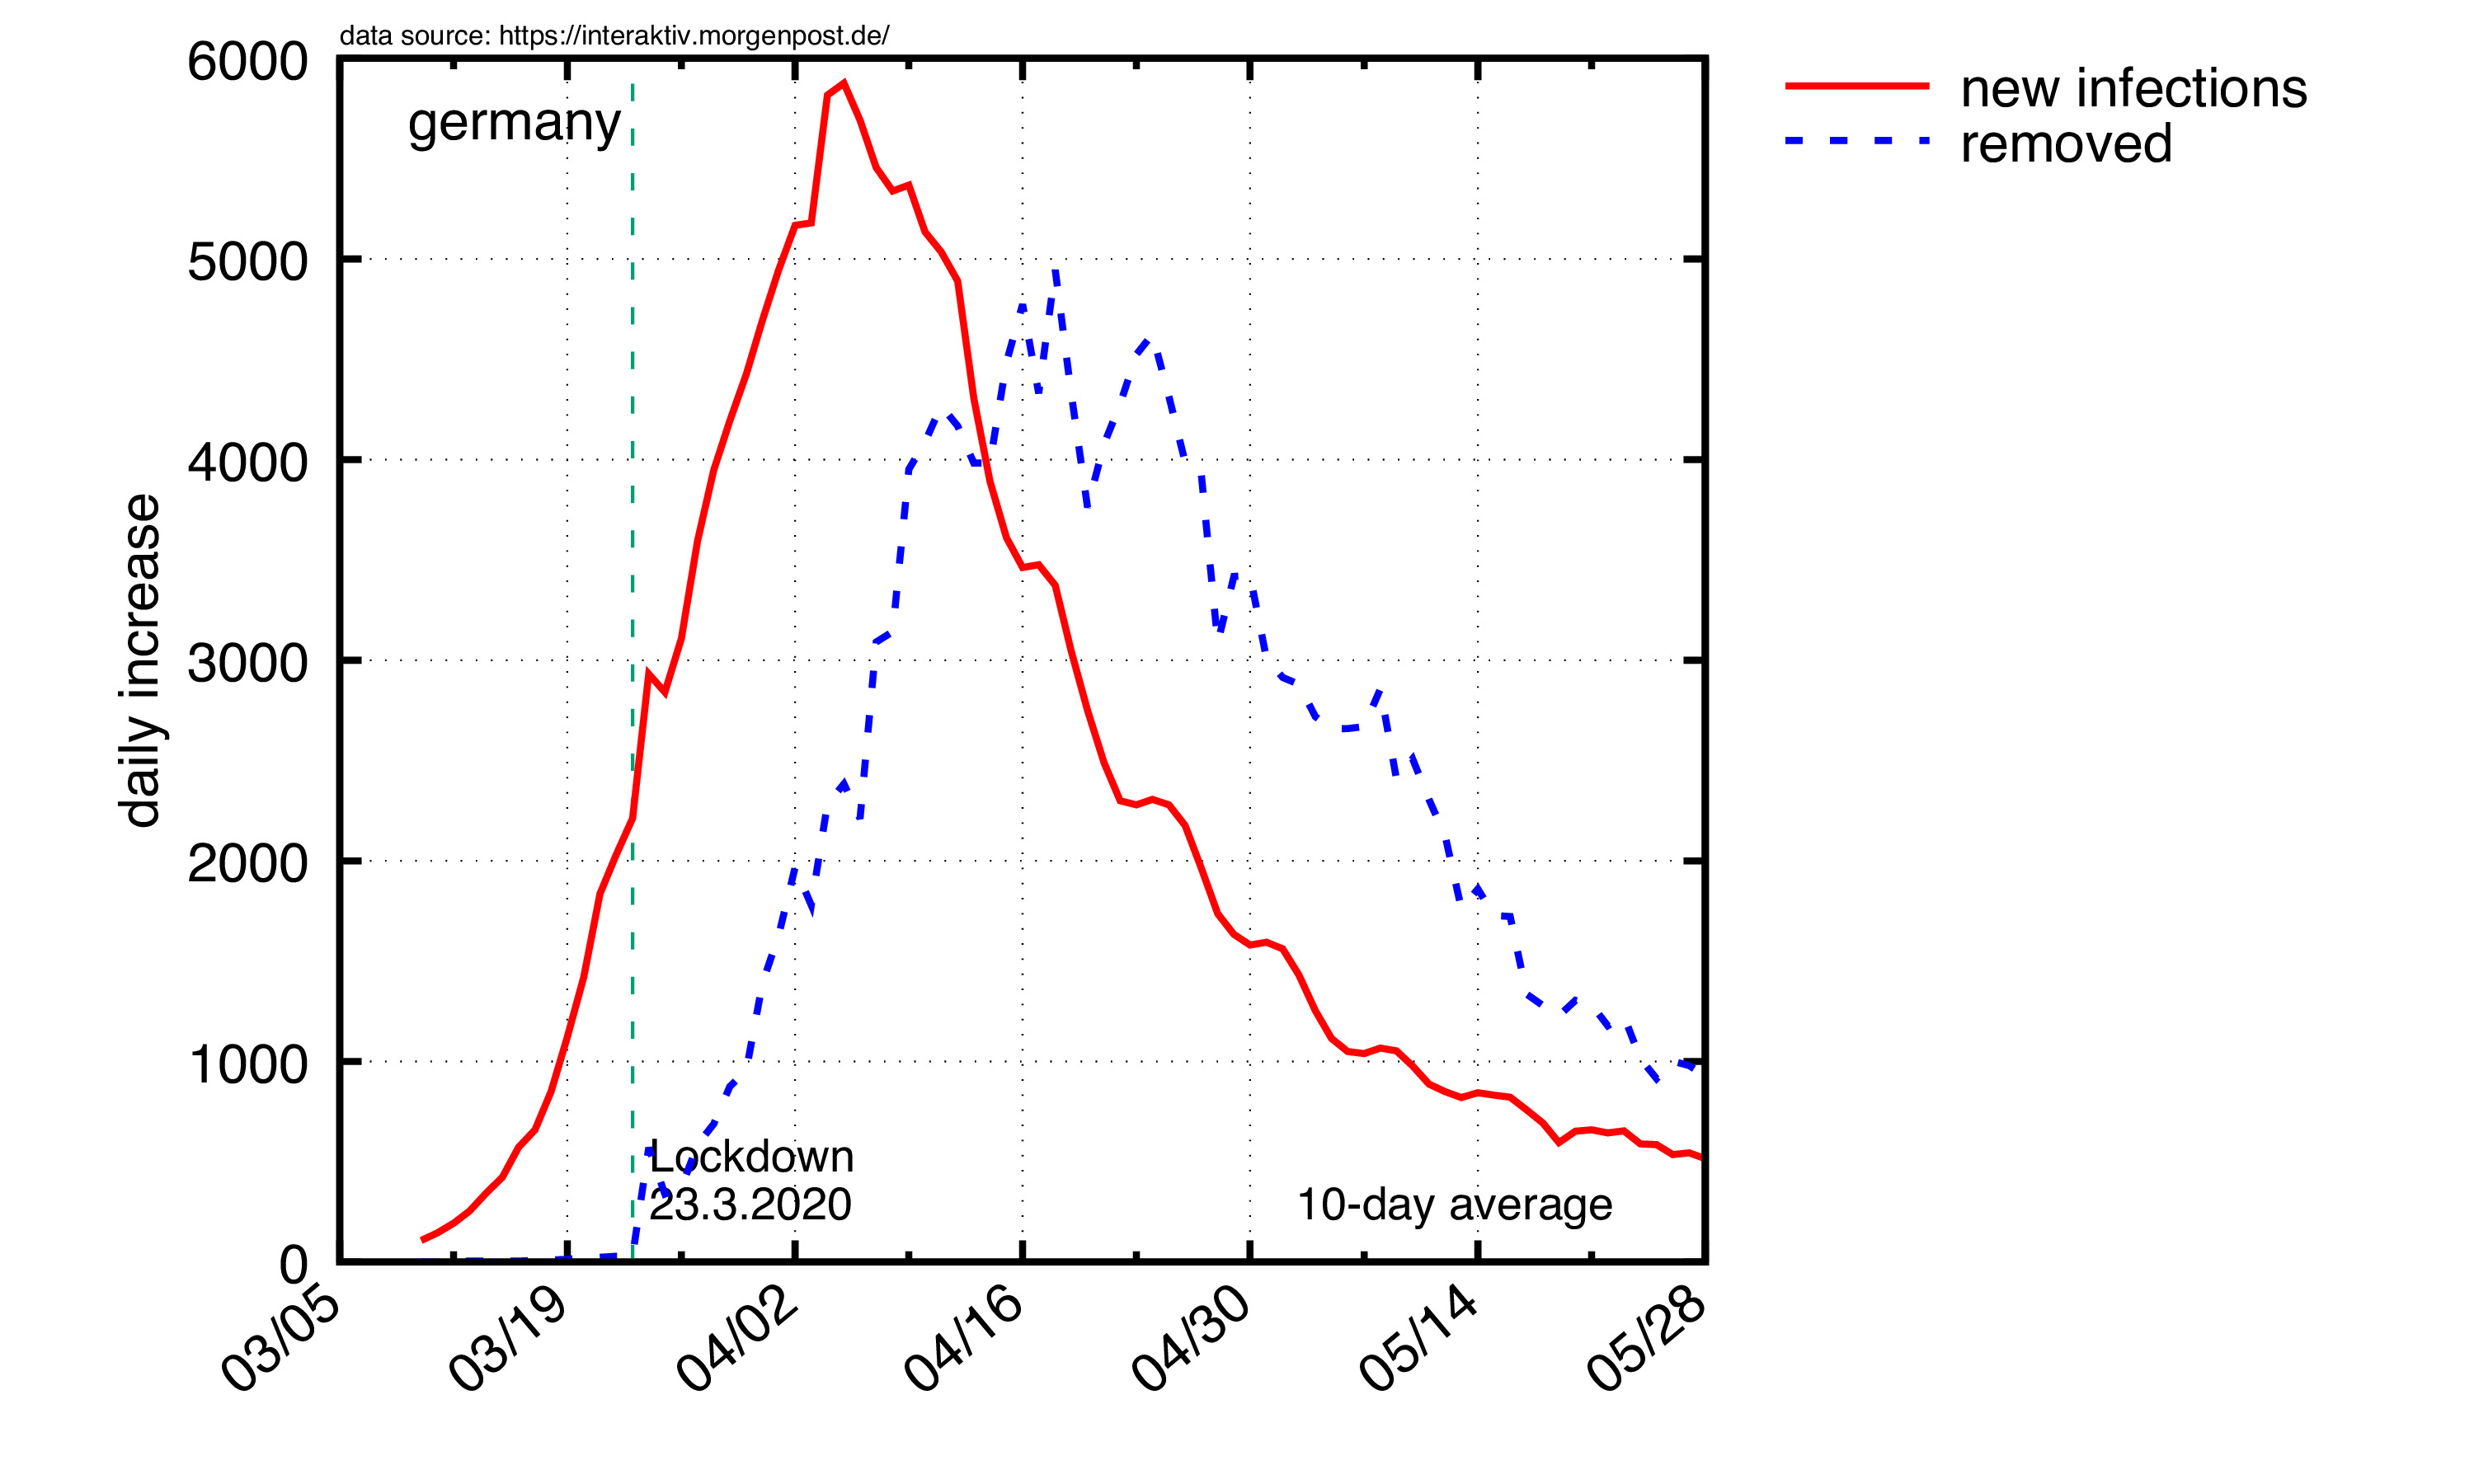 data source: https://interaktiv.morgenpost.de/
6000
5000
4000
3000
2000
1000
0
daily increase
germany
new infections
removed
Lockdown
23.3.2020
10-day average
03/05
03/19
04/02
04/16
04/30
05/14
05/28